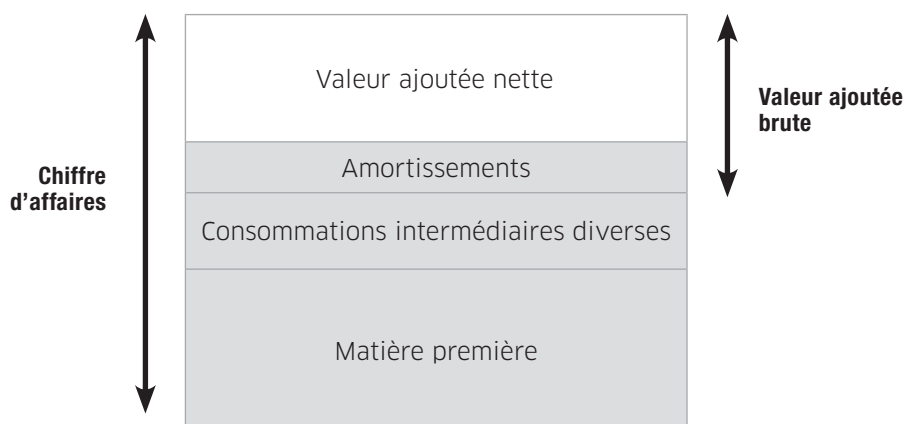 Valeur ajoutée nette
Valeur ajoutée
brute
Amortissements
Chiffre
d’affaires
Consommations intermédiaires diverses
Matière première